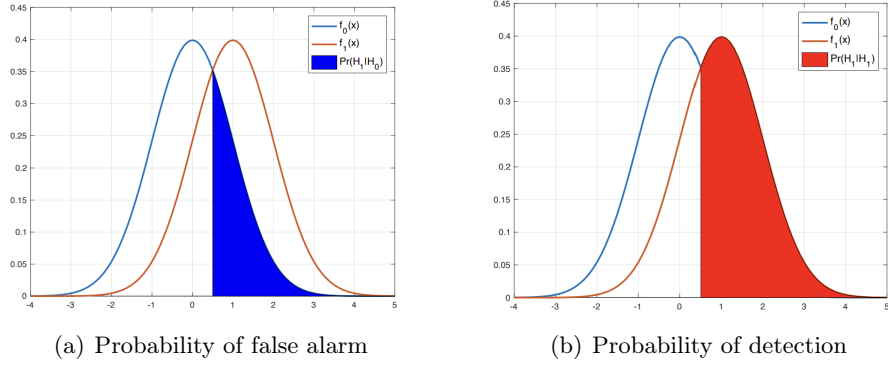 0.45
0.4
0.35
0.3
0.25
0.2
0.15
0.1
0.05
0
-4 -3 -2 -1 0 1 2 3 4 5
f₀(x)
f₁(x)
Pr(H₁|H₀)
(a) Probability of false alarm
0.45
0.4
0.35
0.3
0.25
0.2
0.15
0.1
0.05
0
-4 -3 -2 -1 0 1 2 3 4 5
f₀(x)
f₁(x)
Pr(H₁|H₁)
(b) Probability of detection